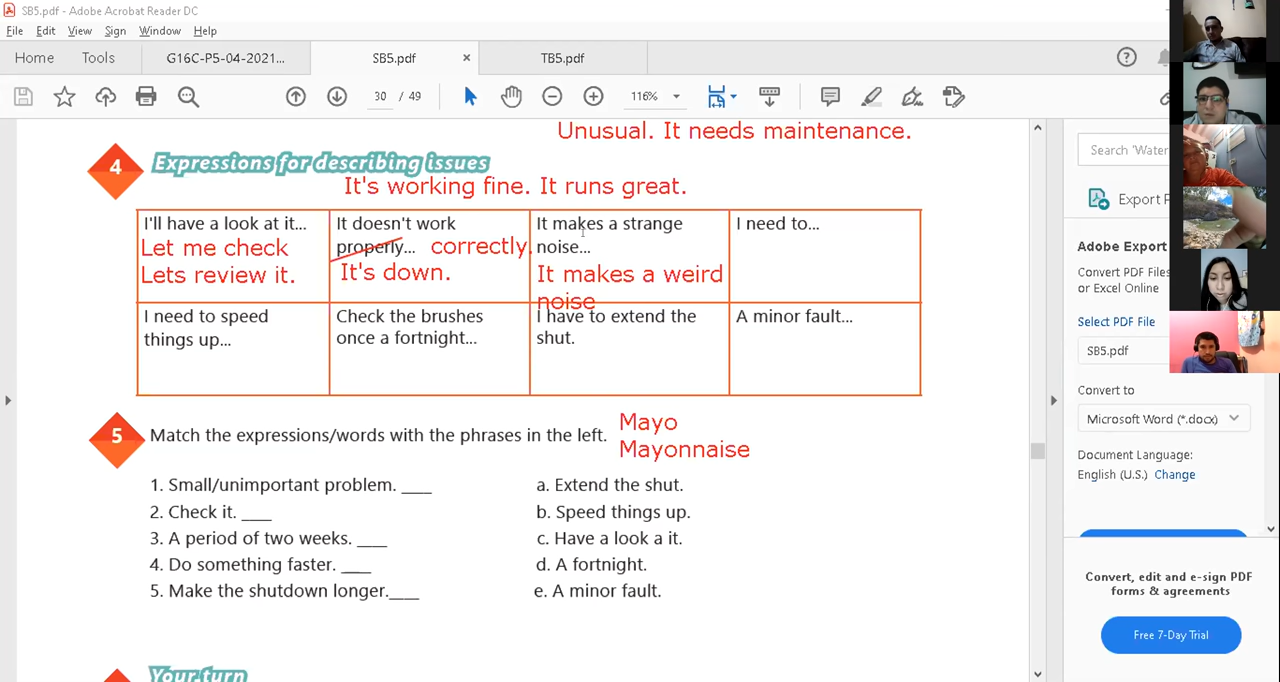 SB5.pdf - Adobe Acrobat Reader DC
File Edit View Sign Window Help
Home Tools G16C-P5-04-2021... SB5.pdf × TB5.pdf
30 / 49 116%
Unusual. It needs maintenance.
4 Expressions for describing issues
It's working fine. It runs great.
I'll have a look at it...
Let me check
Lets review it.
It doesn't work
properly... correctly.
It's down.
It makes a strange
noise...
It makes a weird
noise
I need to...
I need to speed
things up...
Check the brushes
once a fortnight...
I have to extend the
shut.
A minor fault...
5 Match the expressions/words with the phrases in the left.
Mayo
Mayonnaise
1. Small/unimportant problem. ____
2. Check it. ____
3. A period of two weeks. ____
4. Do something faster. ____
5. Make the shutdown longer.____
a. Extend the shut.
b. Speed things up.
c. Have a look a it.
d. A fortnight.
e. A minor fault.
Your turn
Search 'Water
Export P
Adobe Export
Convert PDF Files
or Excel Online
Select PDF File
SB5.pdf
Convert to
Microsoft Word (*.docx)
Document Language:
English (U.S.) Change
Convert, edit and e-sign PDF
forms & agreements
Free 7-Day Trial